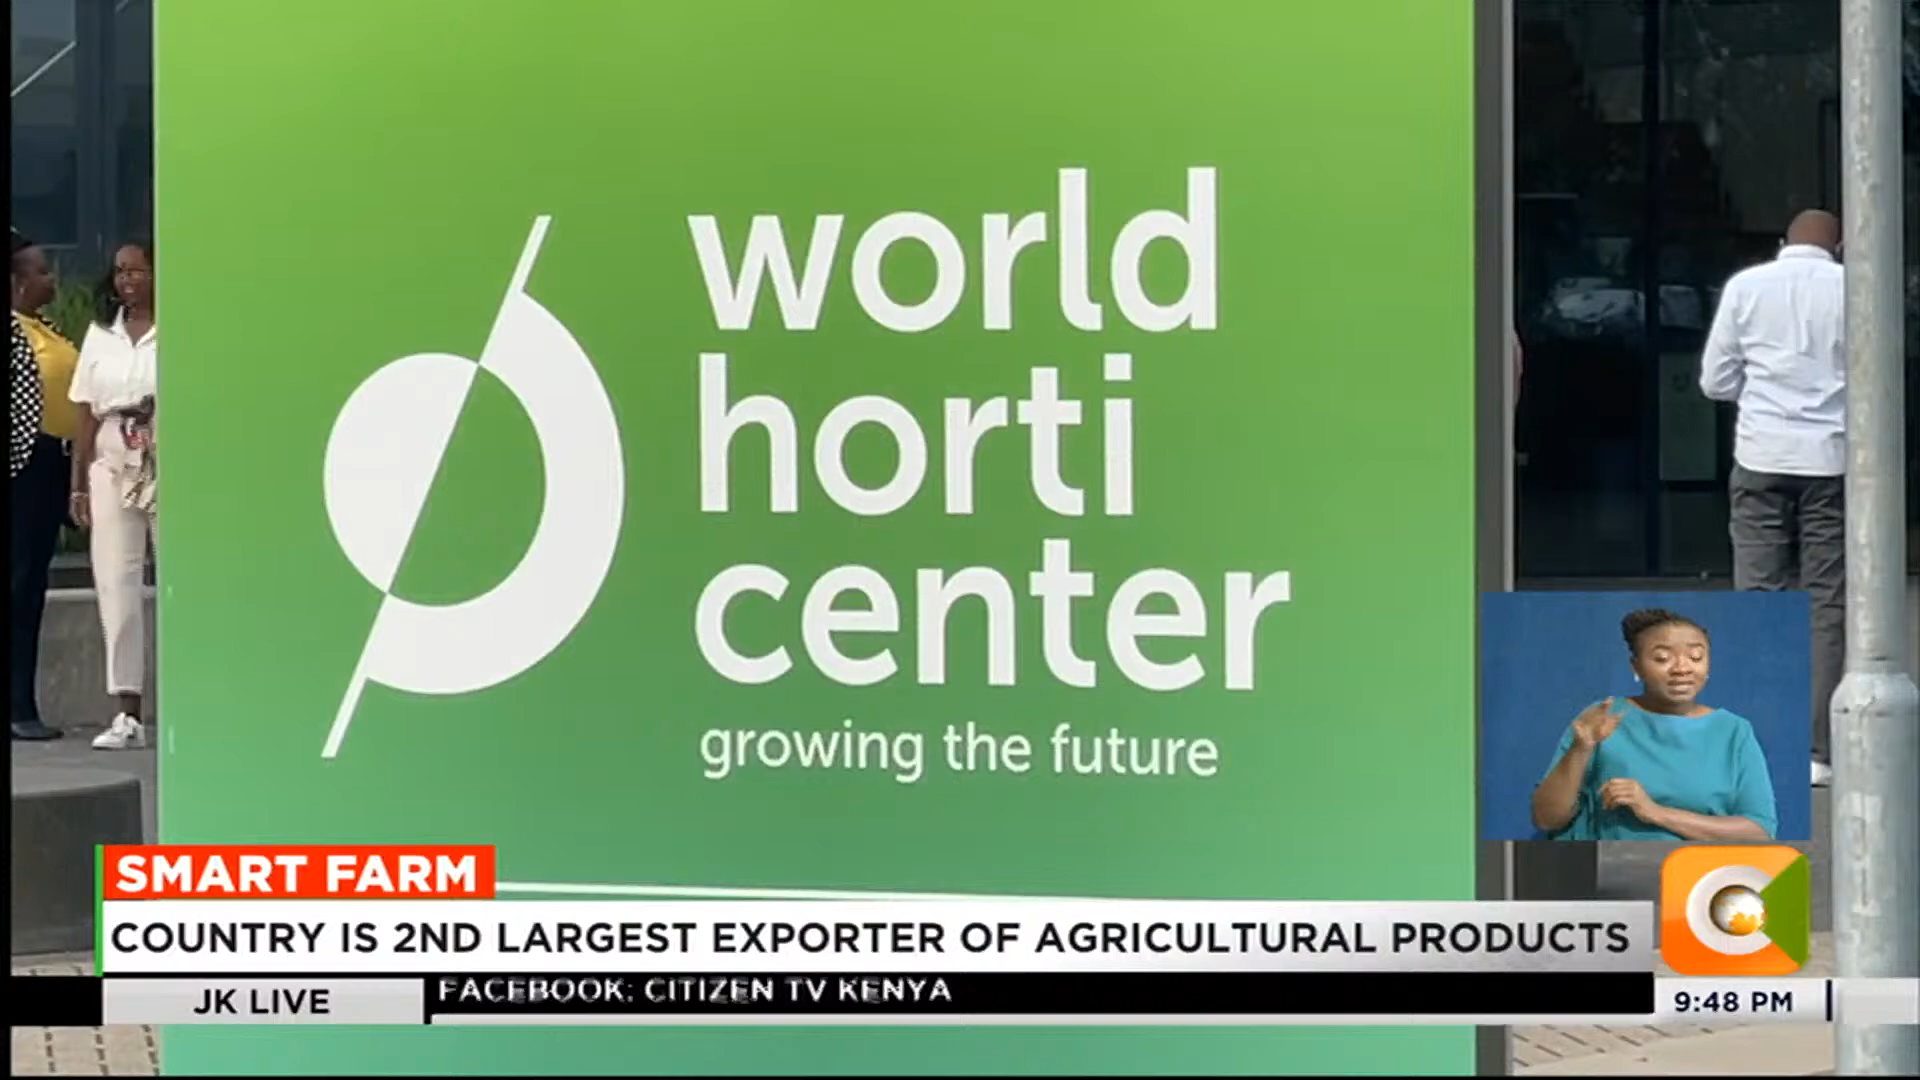 world
horti
center
growing the future
SMART FARM
COUNTRY IS 2ND LARGEST EXPORTER OF AGRICULTURAL PRODUCTS
JK LIVE
FACEBOOK: CITIZEN TV KENYA
9:48 PM